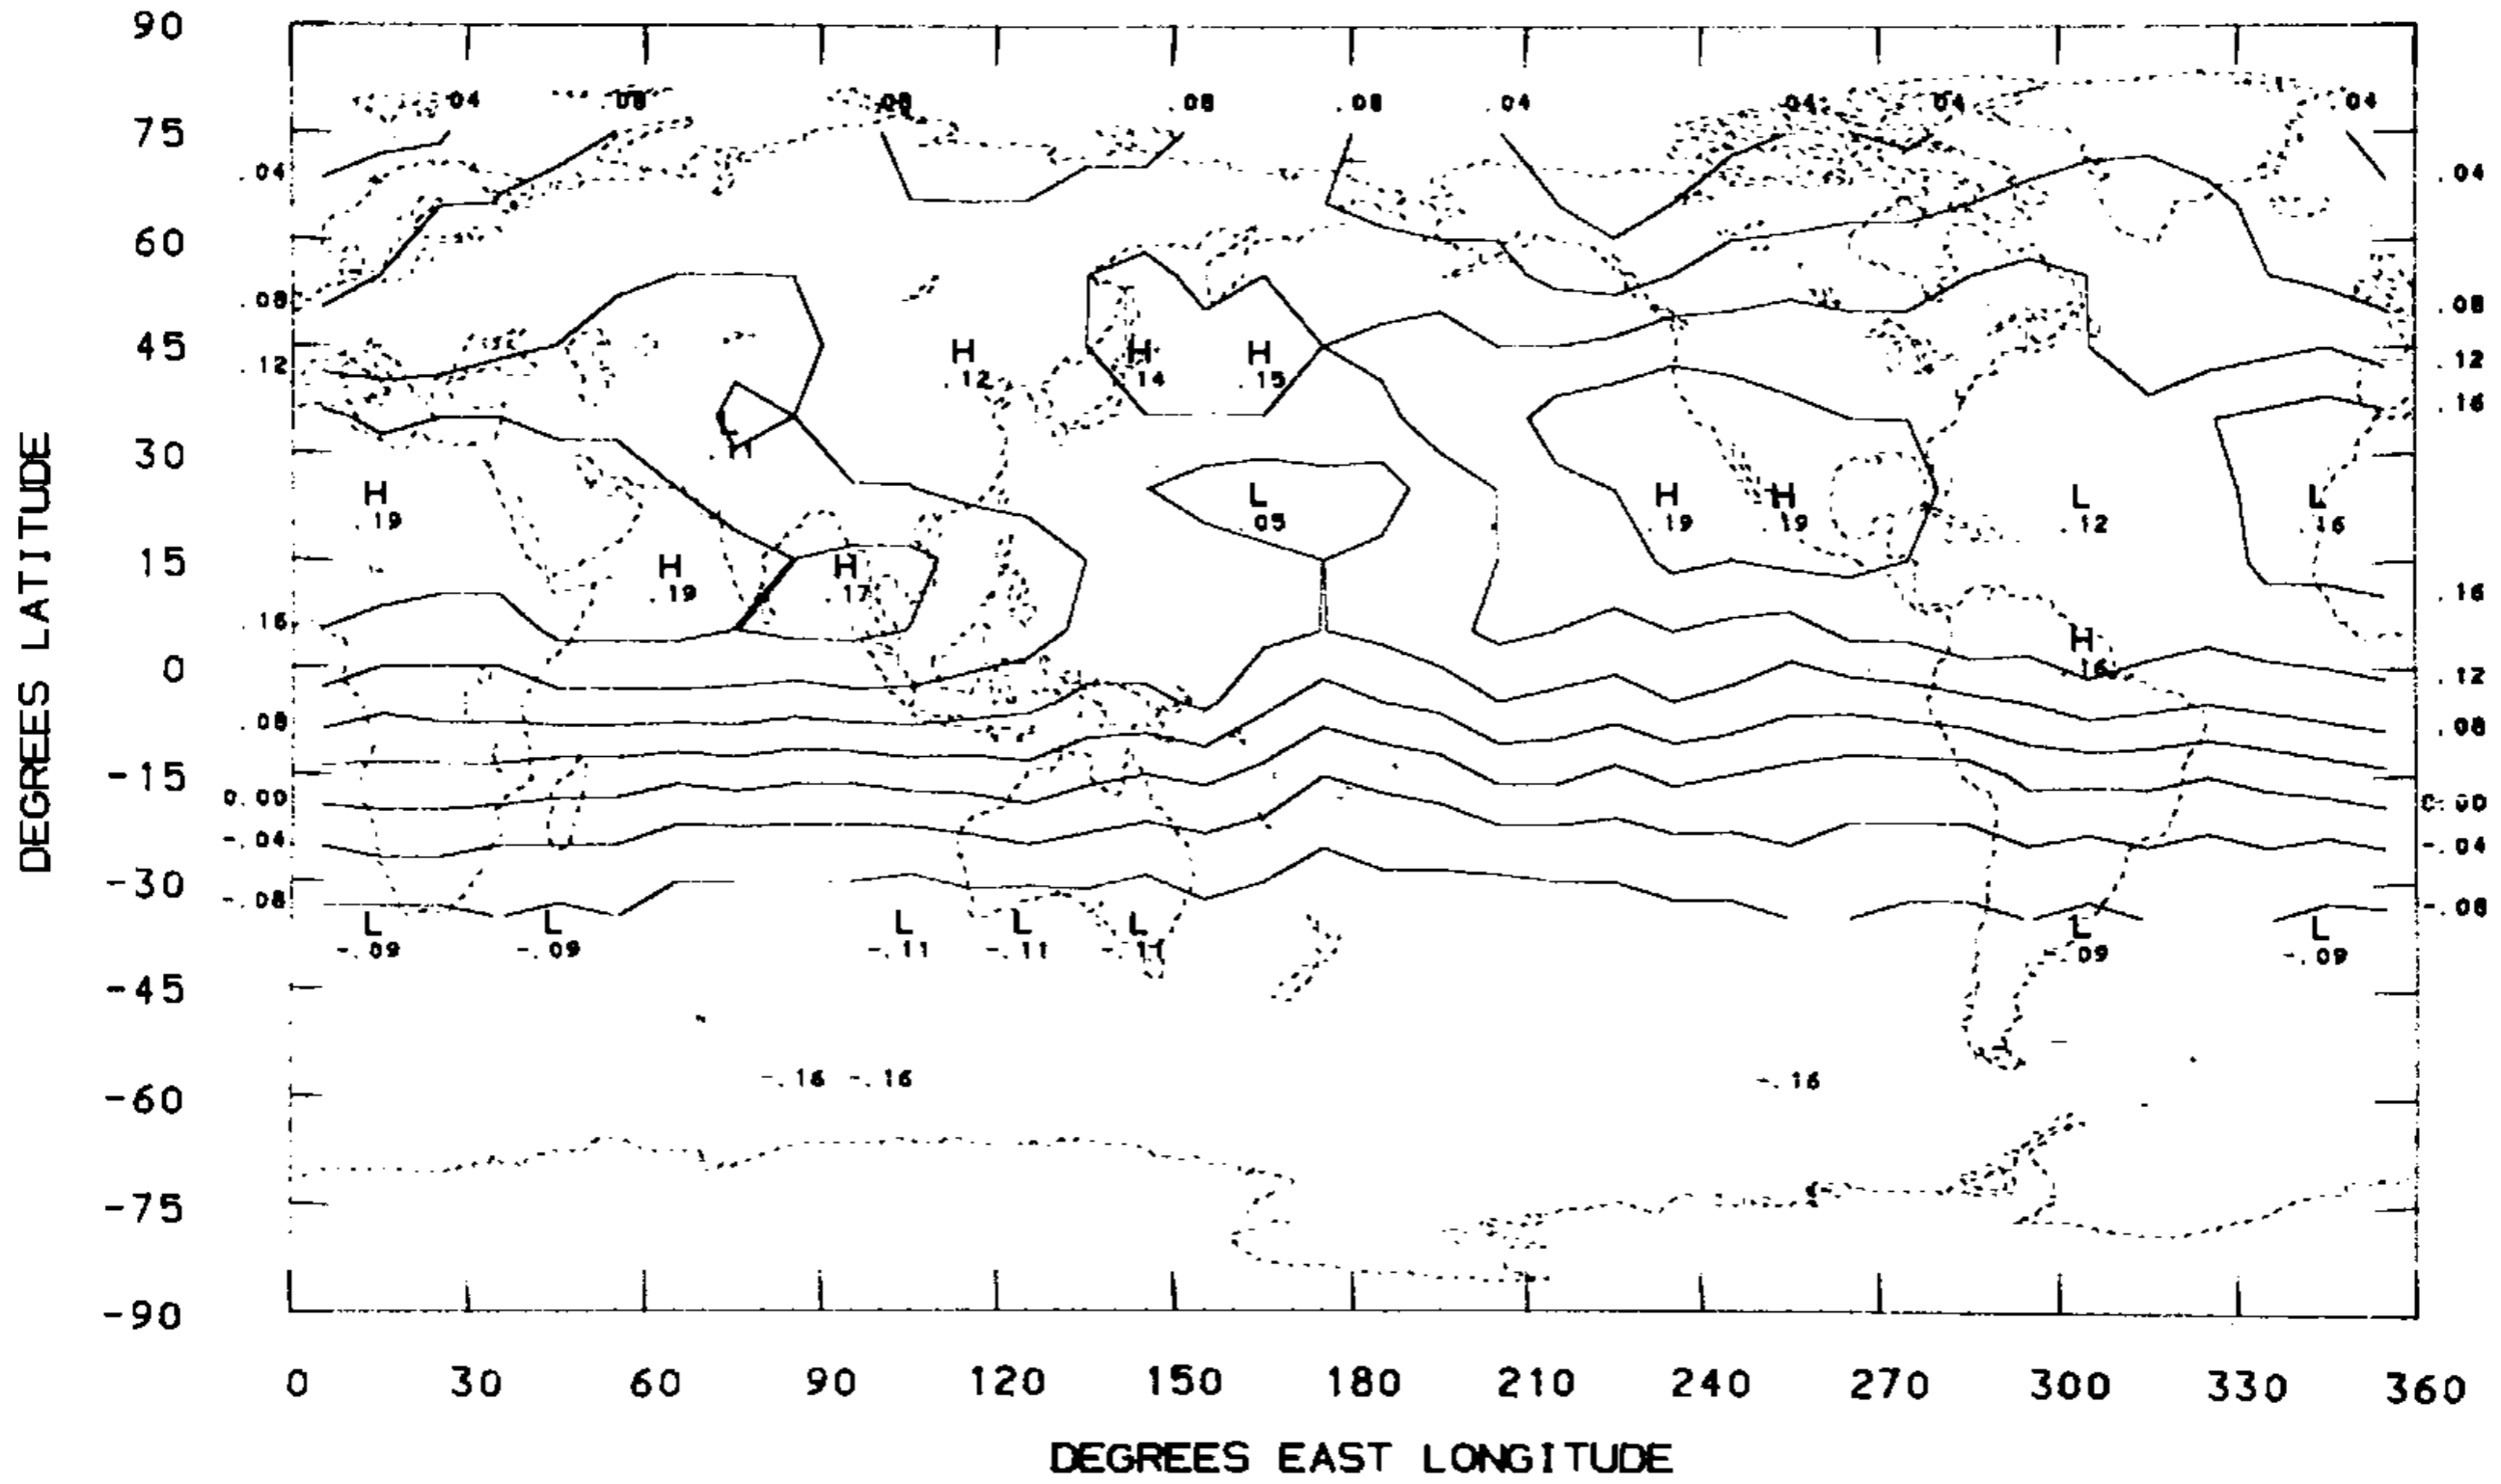 90
.04 .08 .08 .08 .08 .04 .04 .04 .04
75
.04 .04
60
.08 .08
45
H H H
.12 .14 .15
.12 .12
.16
30
H
H H H L L
.19 .05 .19 .19 .12 .16
15
H H
.19 .17
.16 .16
H
.16
0
.12
.08 .08
-15
0.00 0.00
-.04 -.04
-30
-.08 -.08
L L L L L L L
-.09 -.09 -.11 -.11 -.11 -.09 -.09
-45
-.16 -.16 -.16
-60
-75
-90
0 30 60 90 120 150 180 210 240 270 300 330 360
DEGREES EAST LONGITUDE
DEGREES LATITUDE